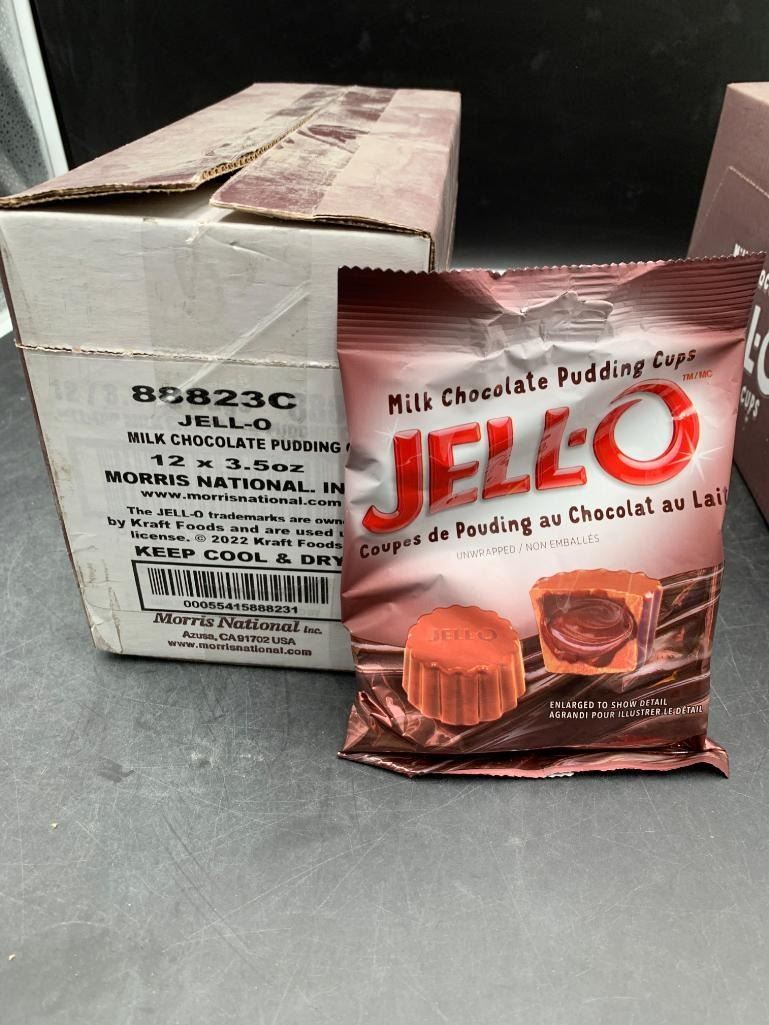 88823C
JELL-O
MILK CHOCOLATE PUDDING
12 x 3.5oz
MORRIS NATIONAL. IN
www.morrisnational.com
The JELL-O trademarks are own
by Kraft Foods and are used
license. © 2022 Kraft Foods
KEEP COOL & DRY
00055415888231
Morris National Inc.
Azusa, CA91702 USA
www.morrisnational.com
Milk Chocolate Pudding Cups
TM/MC
JELL-O
Coupes de Pouding au Chocolat au Lait
UNWRAPPED / NON EMBALLÉS
JELL-O
ENLARGED TO SHOW DETAIL
AGRANDI POUR ILLUSTRER LE DÉTAIL
L-O
CUPS